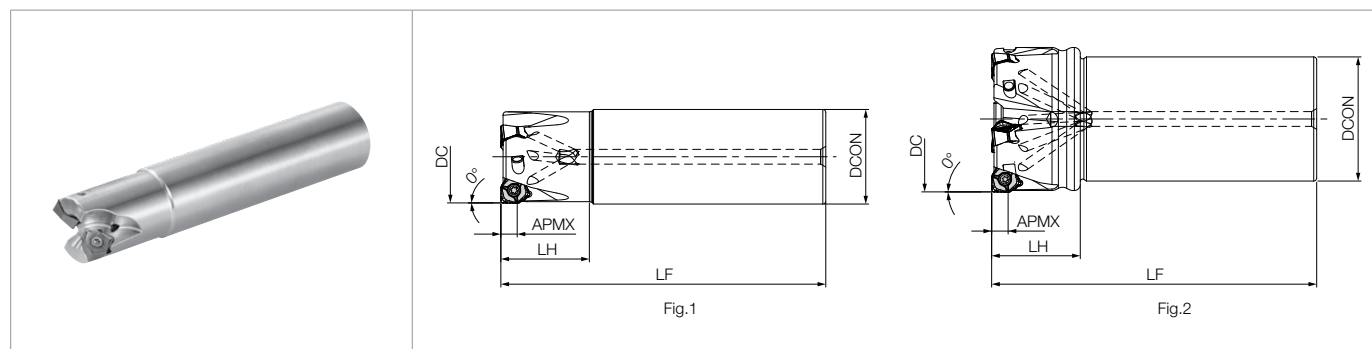 DC
0°
APMX
LH
LF
DCON
Fig.1
DC
0°
APMX
LH
LF
DCON
Fig.2